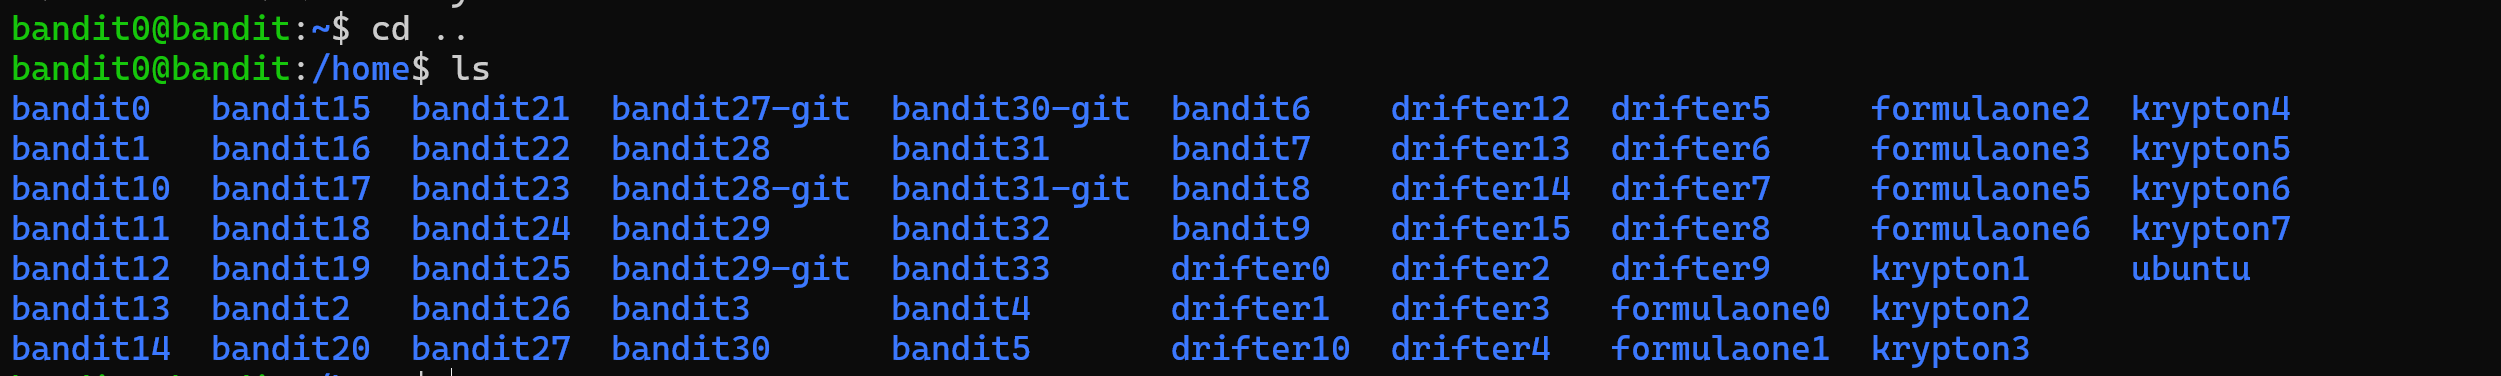 bandit0@bandit:~$ cd ..
bandit0@bandit:/home$ ls
bandit0 bandit15 bandit21 bandit27-git bandit30-git bandit6 drifter12 drifter5 formulaone2 krypton4
bandit1 bandit16 bandit22 bandit28 bandit31 bandit7 drifter13 drifter6 formulaone3 krypton5
bandit10 bandit17 bandit23 bandit28-git bandit31-git bandit8 drifter14 drifter7 formulaone5 krypton6
bandit11 bandit18 bandit24 bandit29 bandit32 bandit9 drifter15 drifter8 formulaone6 krypton7
bandit12 bandit19 bandit25 bandit29-git bandit33 drifter0 drifter2 drifter9 krypton1 ubuntu
bandit13 bandit2 bandit26 bandit3 bandit4 drifter1 drifter3 formulaone0 krypton2
bandit14 bandit20 bandit27 bandit30 bandit5 drifter10 drifter4 formulaone1 krypton3